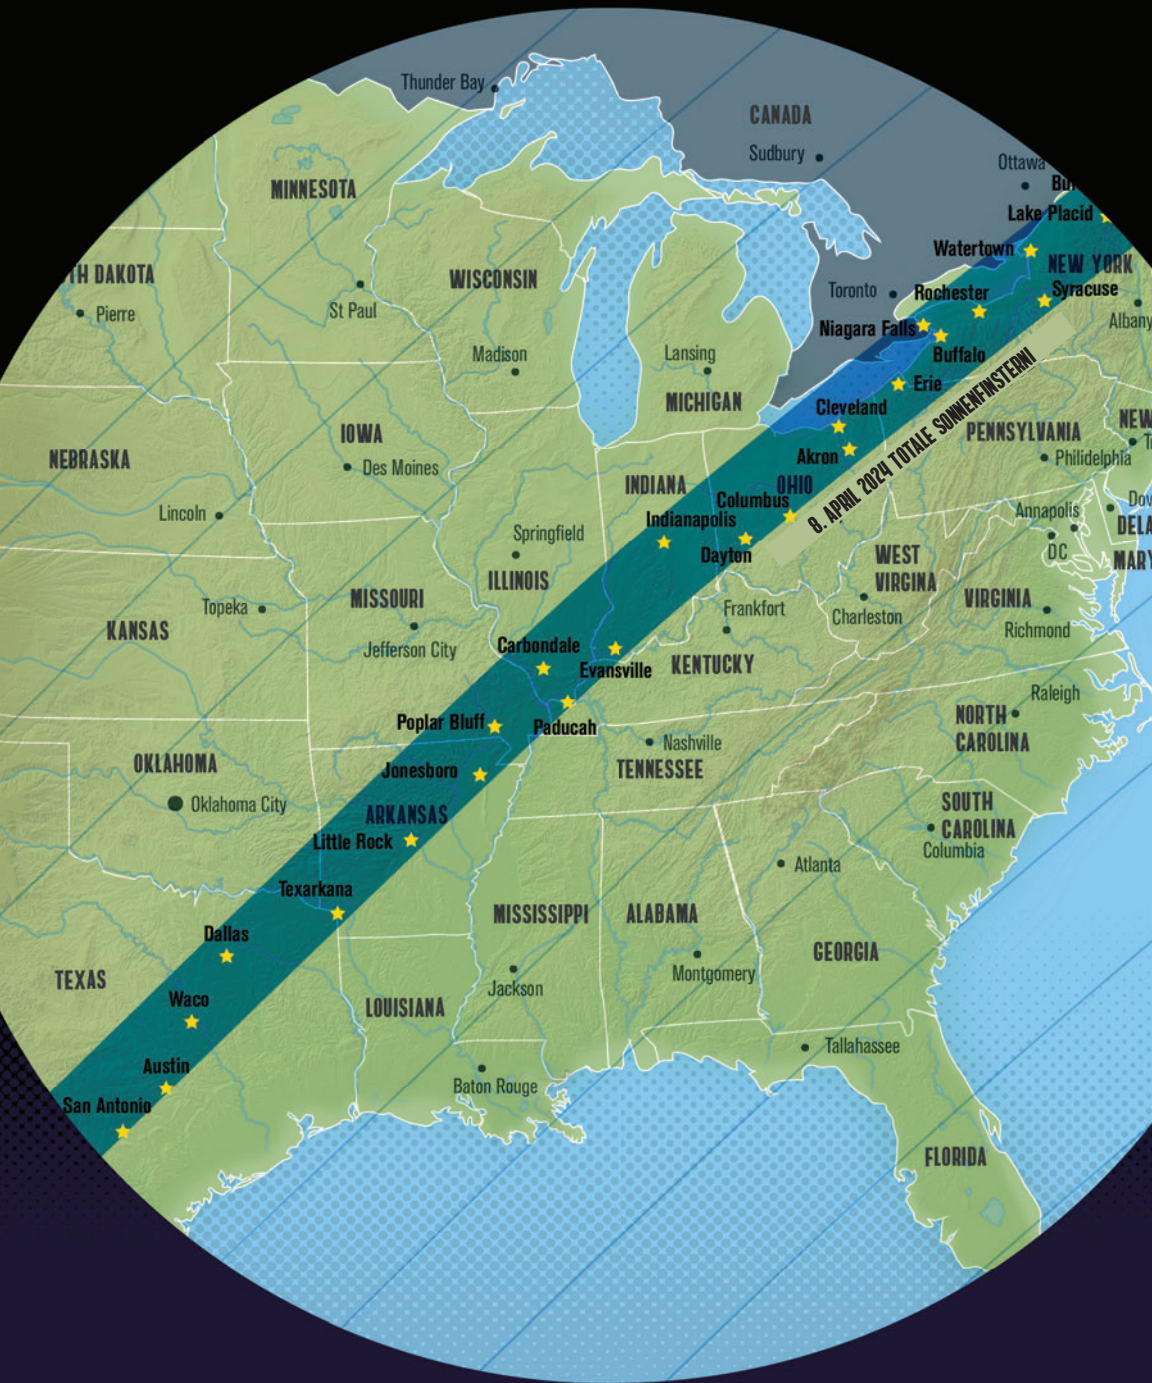 Thunder Bay
CANADA
Sudbury
Ottawa
MINNESOTA
Lake Placid
Watertown
NEW YORK
TH DAKOTA
WISCONSIN
Pierre
St Paul
Toronto
Rochester
Syracuse
Niagara Falls
Albany
Madison
Lansing
Buffalo
MICHIGAN
Erie
Cleveland
IOWA
PENNSYLVANIA
NEW
NEBRASKA
Des Moines
Akron
Philidelphia
INDIANA
OHIO
8. APRIL 2024 TOTALE SONNENFINSTERNI
Columbus
Lincoln
Indianapolis
Annapolis
Springfield
Dayton
DC
WEST
VIRGINA
ILLINOIS
MISSOURI
Topeka
Frankfort
Charleston
VIRGINIA
Richmond
KANSAS
Jefferson City
Carbondale
Evansville
KENTUCKY
Raleigh
Poplar Bluff
Paducah
NORTH
CAROLINA
Nashville
OKLAHOMA
Jonesboro
TENNESSEE
Oklahoma City
ARKANSAS
SOUTH
CAROLINA
Little Rock
Columbia
Atlanta
Texarkana
MISSISSIPPI
ALABAMA
Dallas
GEORGIA
TEXAS
Montgomery
Jackson
Waco
LOUISIANA
Tallahassee
Austin
Baton Rouge
San Antonio
FLORIDA